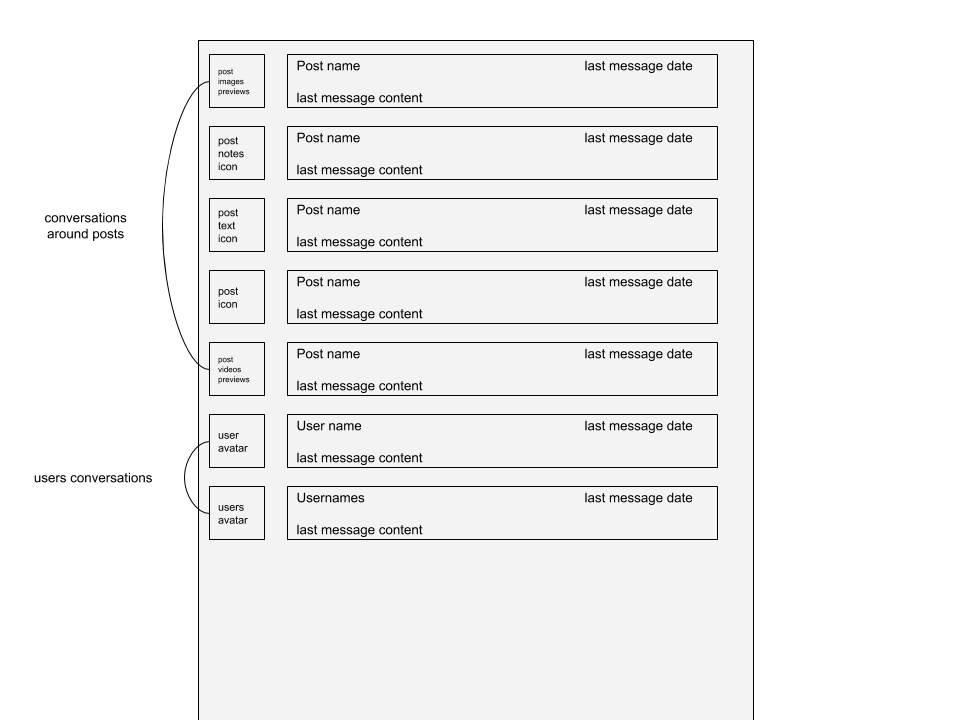 post
images
previews
Post name
last message date
last message content
post
notes
icon
Post name
last message date
last message content
conversations
around posts
post
text
icon
Post name
last message date
last message content
post
icon
Post name
last message date
last message content
post
videos
previews
Post name
last message date
last message content
users conversations
user
avatar
User name
last message date
last message content
users
avatar
Usernames
last message date
last message content